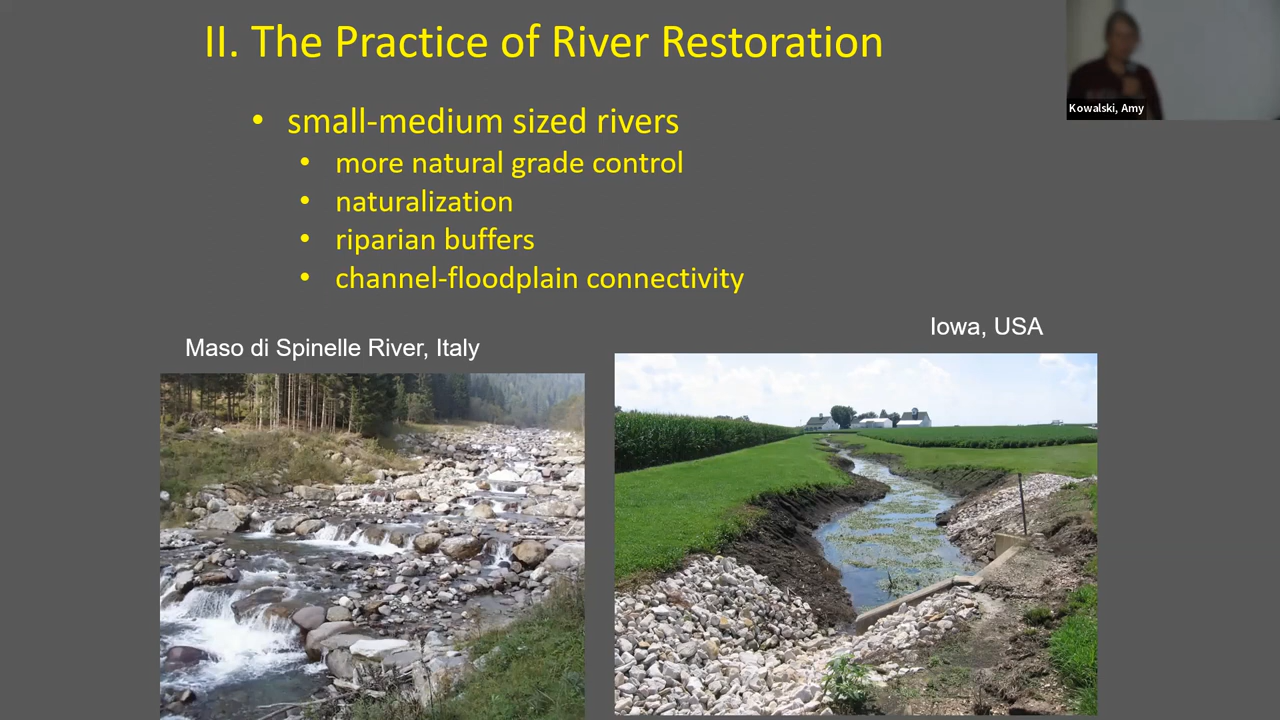 II. The Practice of River Restoration
Kowalski, Amy
• small-medium sized rivers
• more natural grade control
• naturalization
• riparian buffers
• channel-floodplain connectivity
Iowa, USA
Maso di Spinelle River, Italy